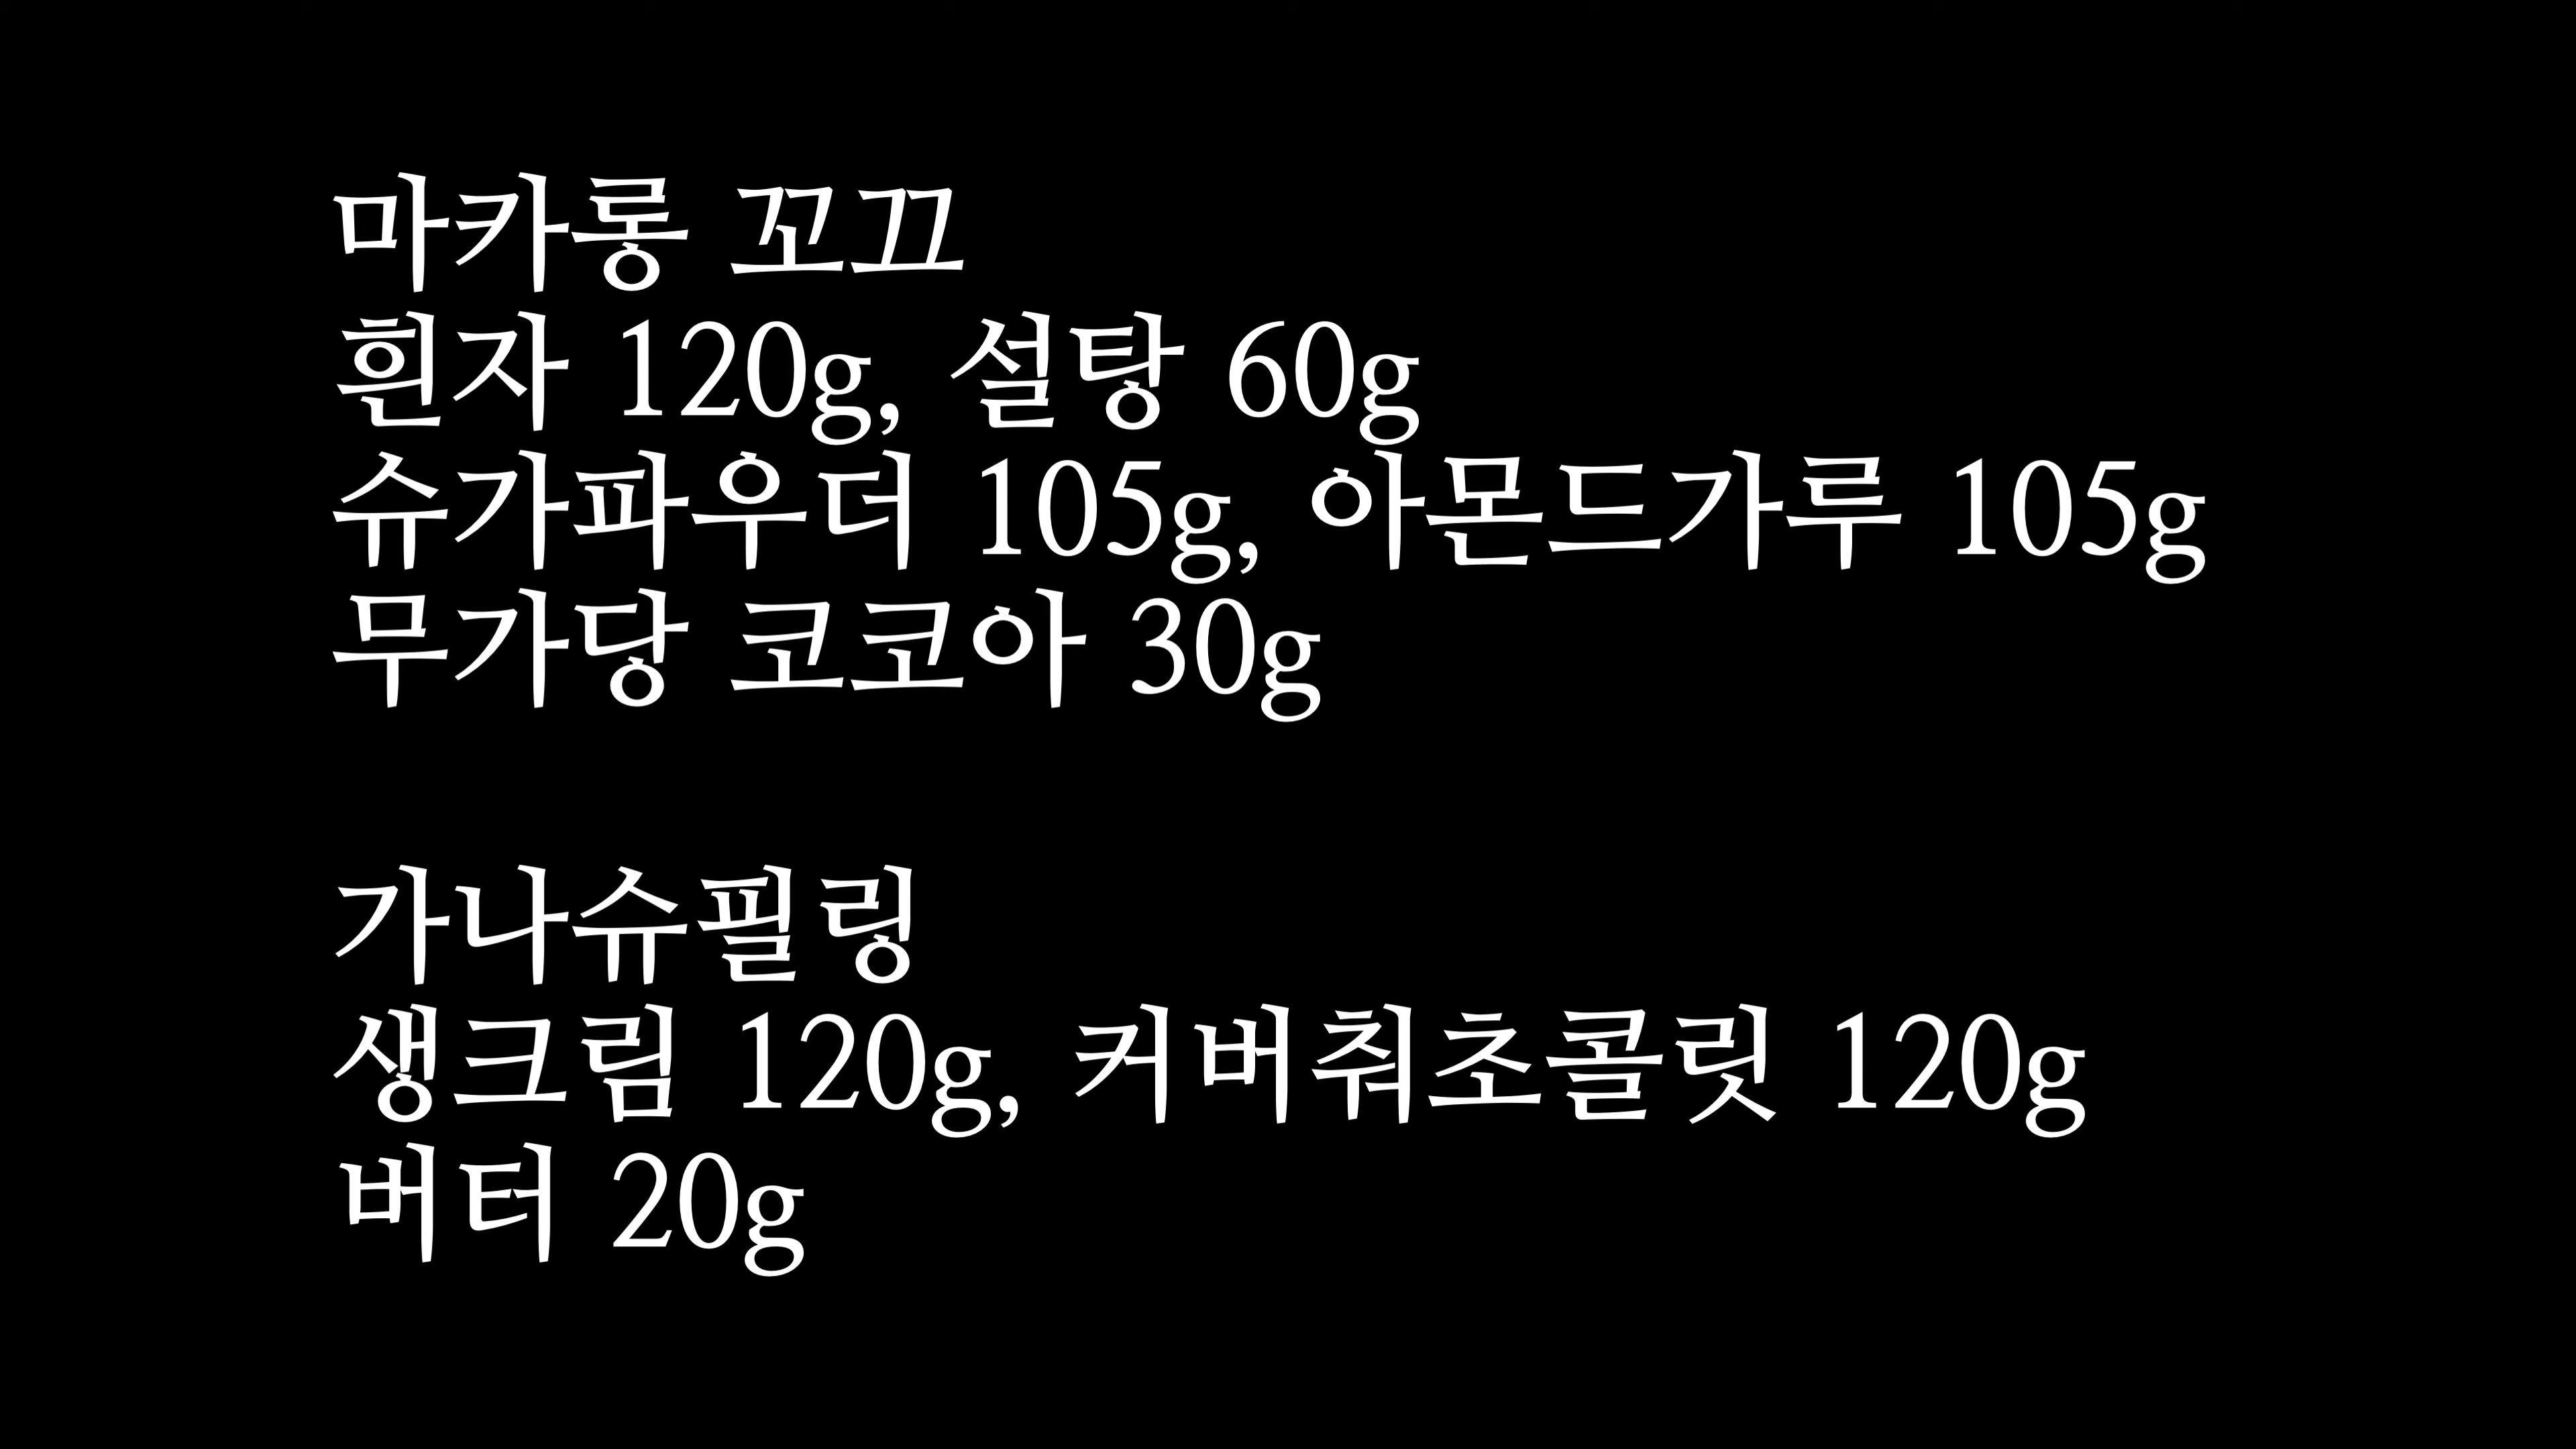 마카롱 꼬끄
흰자 120g, 설탕 60g
슈가파우더 105g, 아몬드가루 105g
무가당 코코아 30g
가나슈필링
생크림 120g, 커버춰초콜릿 120g
버터 20g